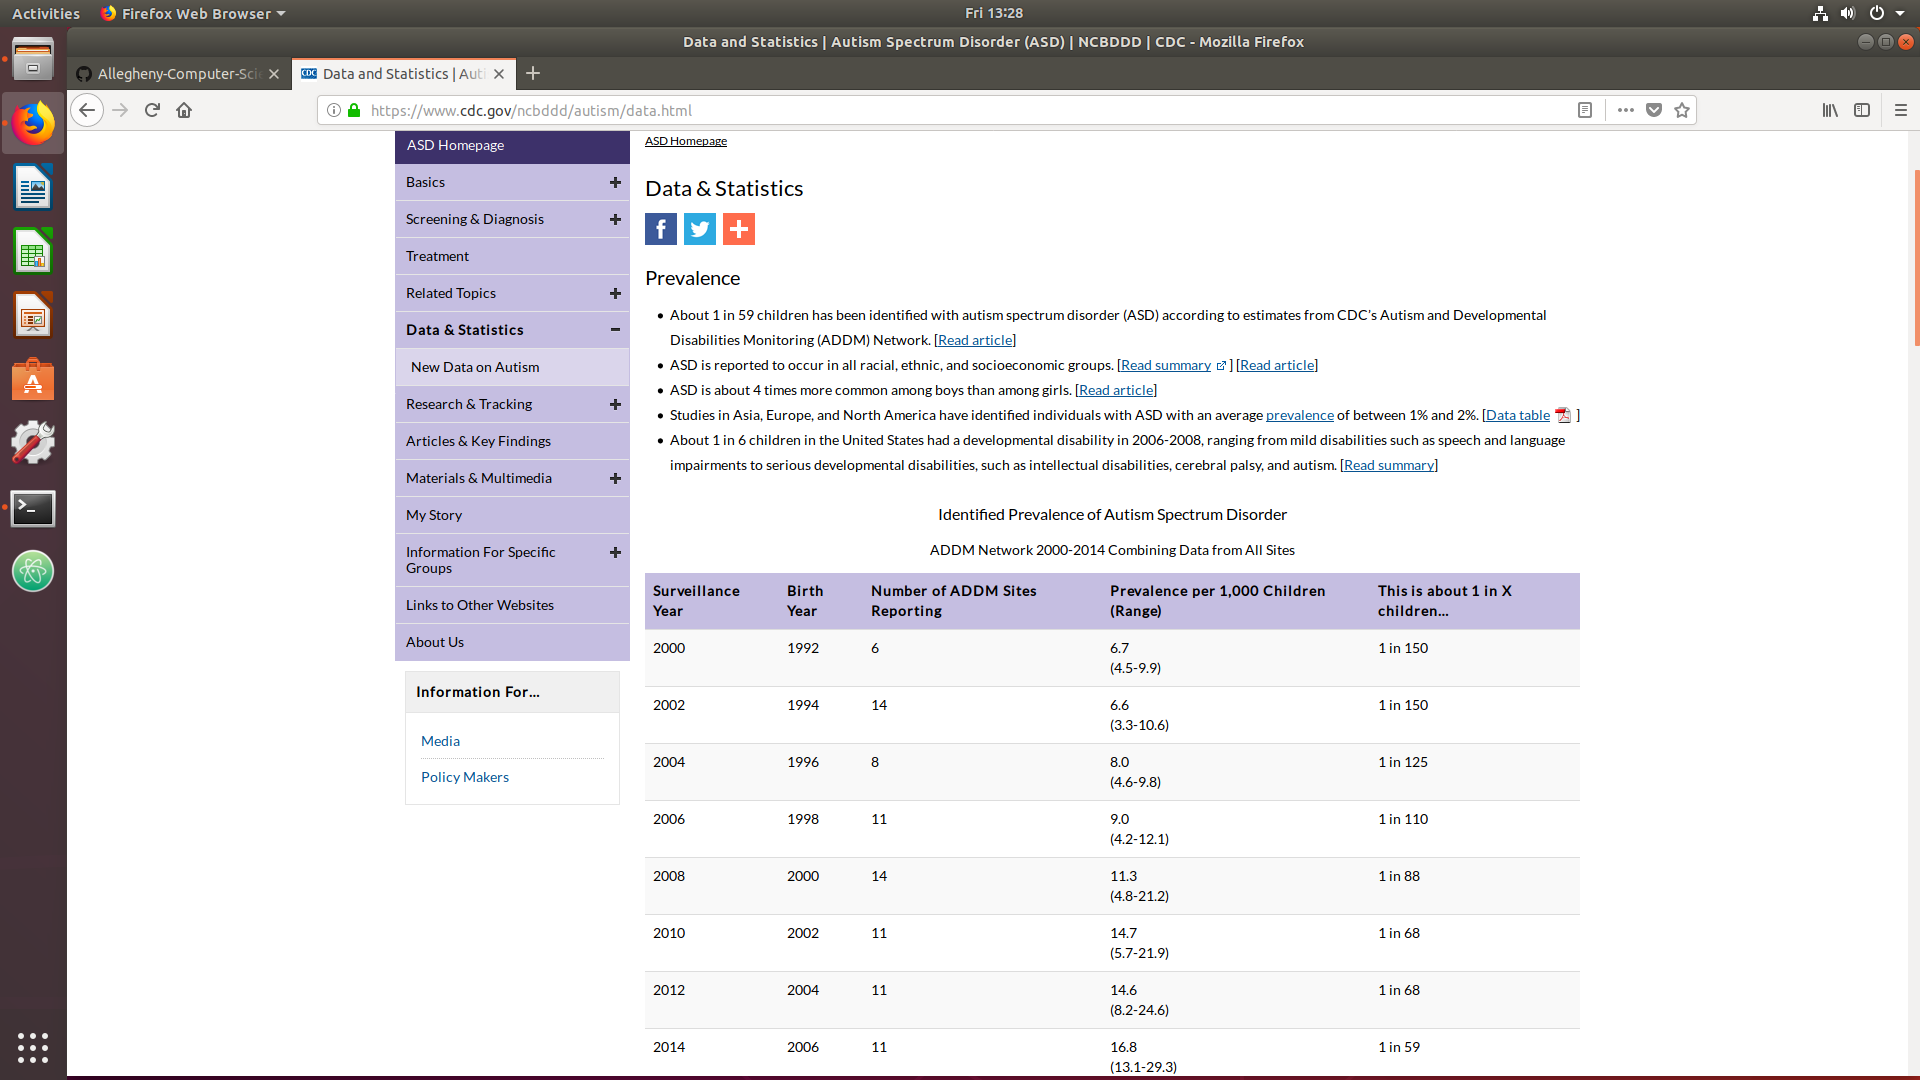 Activities Firefox Web Browser Fri 13:28
Data and Statistics | Autism Spectrum Disorder (ASD) | NCBDDD | CDC - Mozilla Firefox
Allegheny-Computer-Scie CDC Data and Statistics | Auti
https://www.cdc.gov/ncbddd/autism/data.html
ASD Homepage
Basics
Screening & Diagnosis
Treatment
Related Topics
Data & Statistics
New Data on Autism
Research & Tracking
Articles & Key Findings
Materials & Multimedia
My Story
Information For Specific
Groups
Links to Other Websites
About Us
Information For...
Media
Policy Makers
ASD Homepage
Data & Statistics
Prevalence
• About 1 in 59 children has been identified with autism spectrum disorder (ASD) according to estimates from CDC's Autism and Developmental
Disabilities Monitoring (ADDM) Network. [Read article]
• ASD is reported to occur in all racial, ethnic, and socioeconomic groups. [Read summary ] [Read article]
• ASD is about 4 times more common among boys than among girls. [Read article]
• Studies in Asia, Europe, and North America have identified individuals with ASD with an average prevalence of between 1% and 2%. [Data table ]
• About 1 in 6 children in the United States had a developmental disability in 2006-2008, ranging from mild disabilities such as speech and language
impairments to serious developmental disabilities, such as intellectual disabilities, cerebral palsy, and autism. [Read summary]
Identified Prevalence of Autism Spectrum Disorder
ADDM Network 2000-2014 Combining Data from All Sites
Surveillance Birth Number of ADDM Sites Prevalence per 1,000 Children This is about 1 in X
Year Year Reporting (Range) children...
2000 1992 6 6.7 1 in 150
(4.5-9.9)
2002 1994 14 6.6 1 in 150
(3.3-10.6)
2004 1996 8 8.0 1 in 125
(4.6-9.8)
2006 1998 11 9.0 1 in 110
(4.2-12.1)
2008 2000 14 11.3 1 in 88
(4.8-21.2)
2010 2002 11 14.7 1 in 68
(5.7-21.9)
2012 2004 11 14.6 1 in 68
(8.2-24.6)
2014 2006 11 16.8 1 in 59
(13.1-29.3)